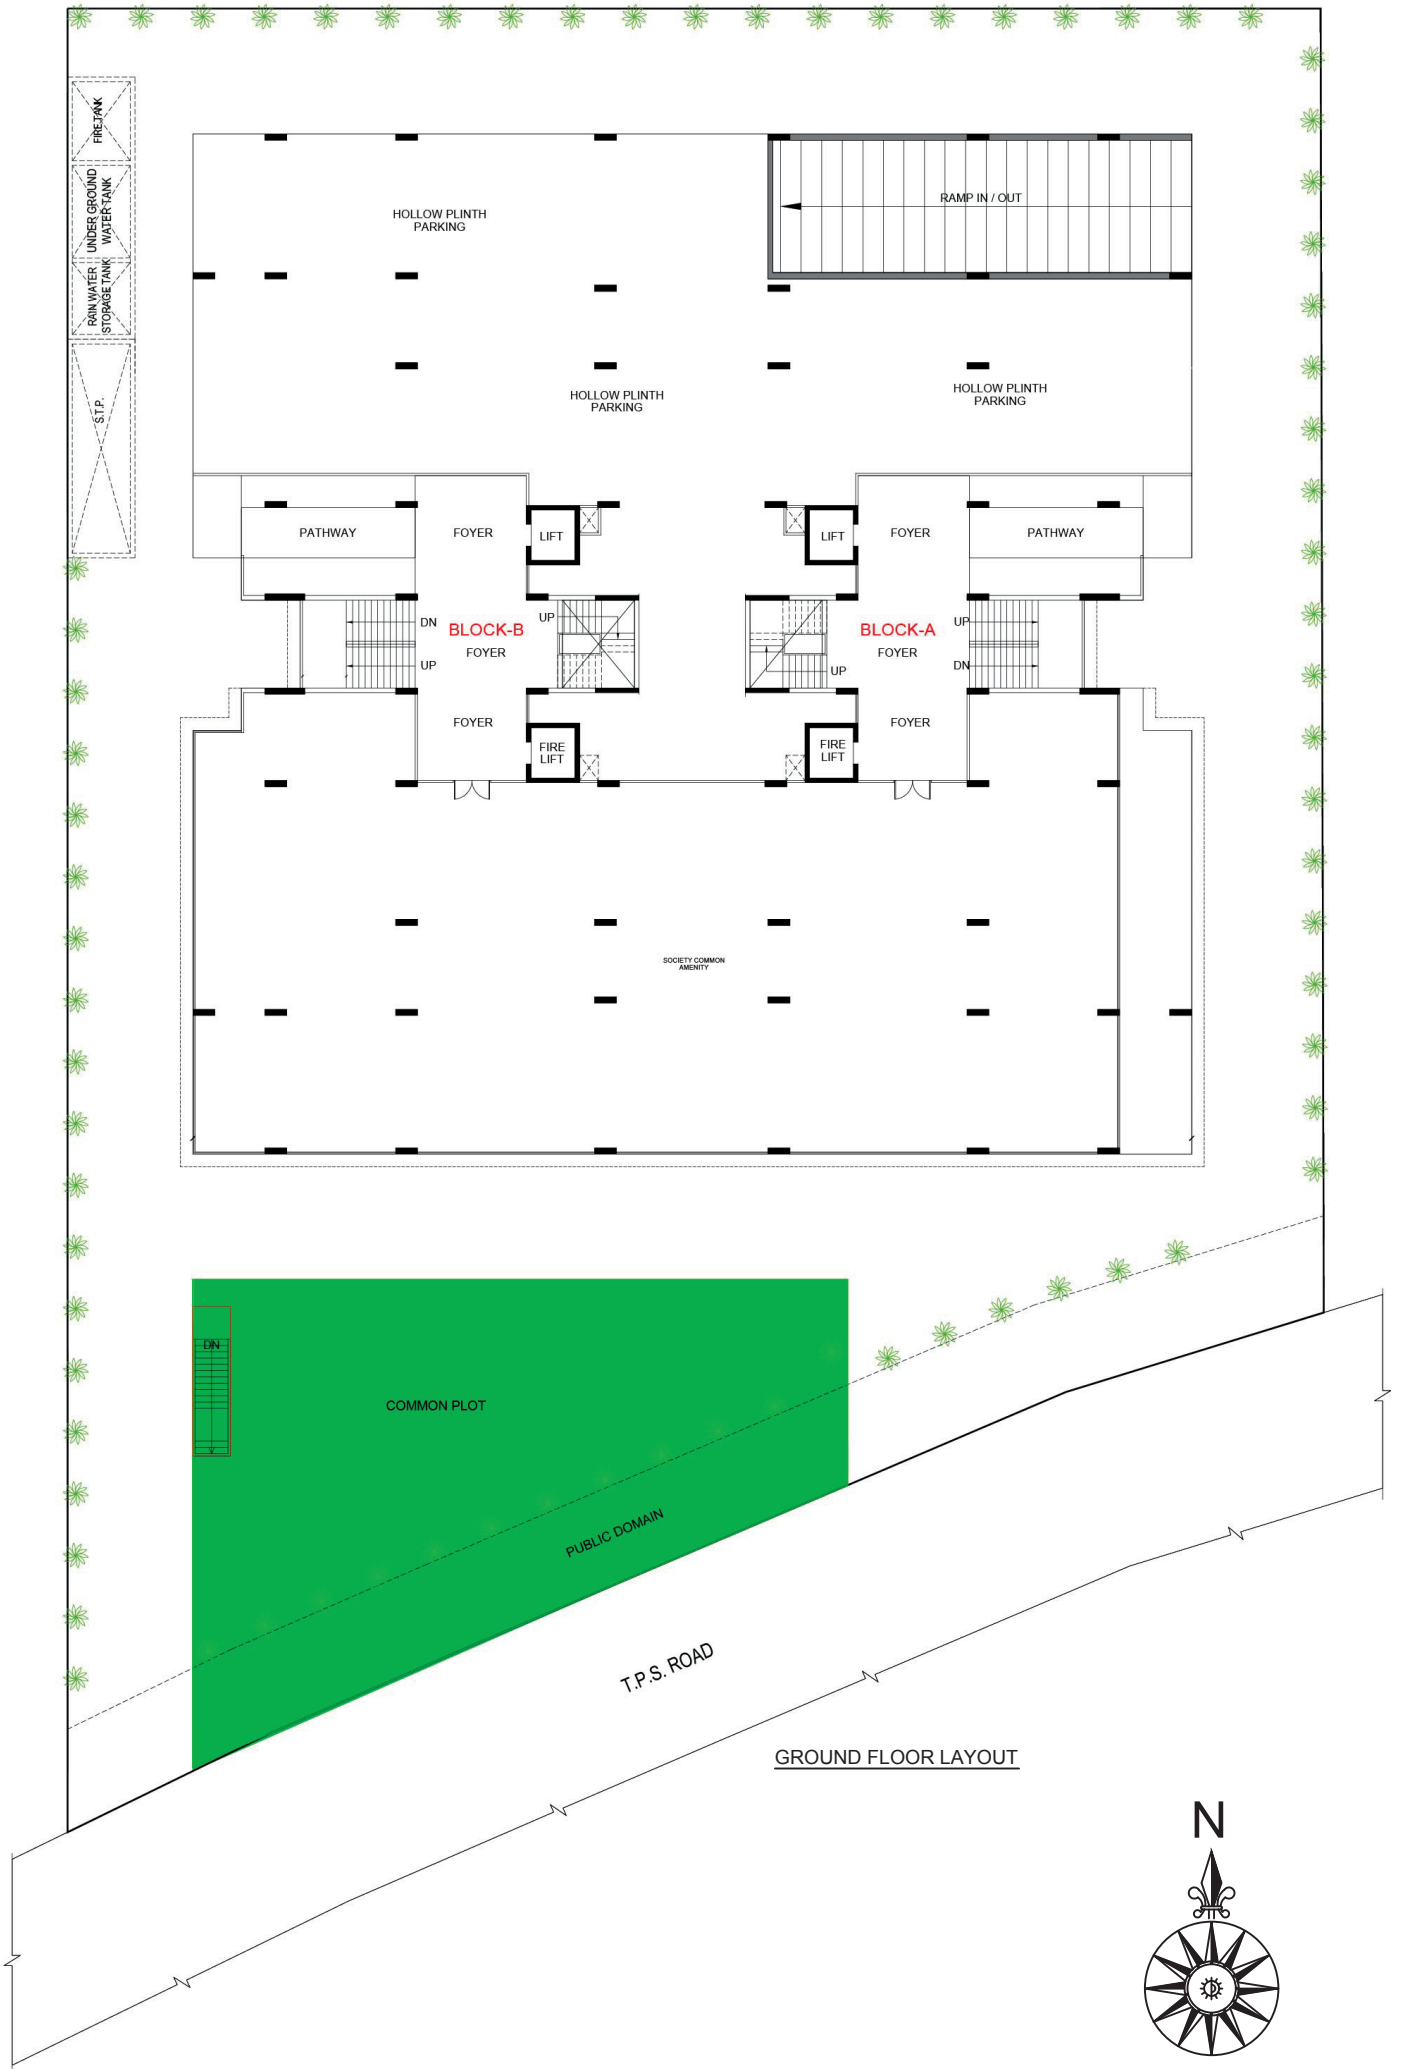 FIRE TANK
UNDER GROUND
WATER TANK
RAIN WATER
STORAGE TANK
S.T.P.
HOLLOW PLINTH
PARKING
RAMP IN / OUT
HOLLOW PLINTH
PARKING
HOLLOW PLINTH
PARKING
PATHWAY
FOYER
LIFT
LIFT
FOYER
PATHWAY
DN
UP
BLOCK-B
FOYER
UP
UP
BLOCK-A
FOYER
UP
DN
FOYER
FIRE
LIFT
FIRE
LIFT
FOYER
SOCIETY COMMON
AMENITY
DN
COMMON PLOT
PUBLIC DOMAIN
T.P.S. ROAD
GROUND FLOOR LAYOUT
N